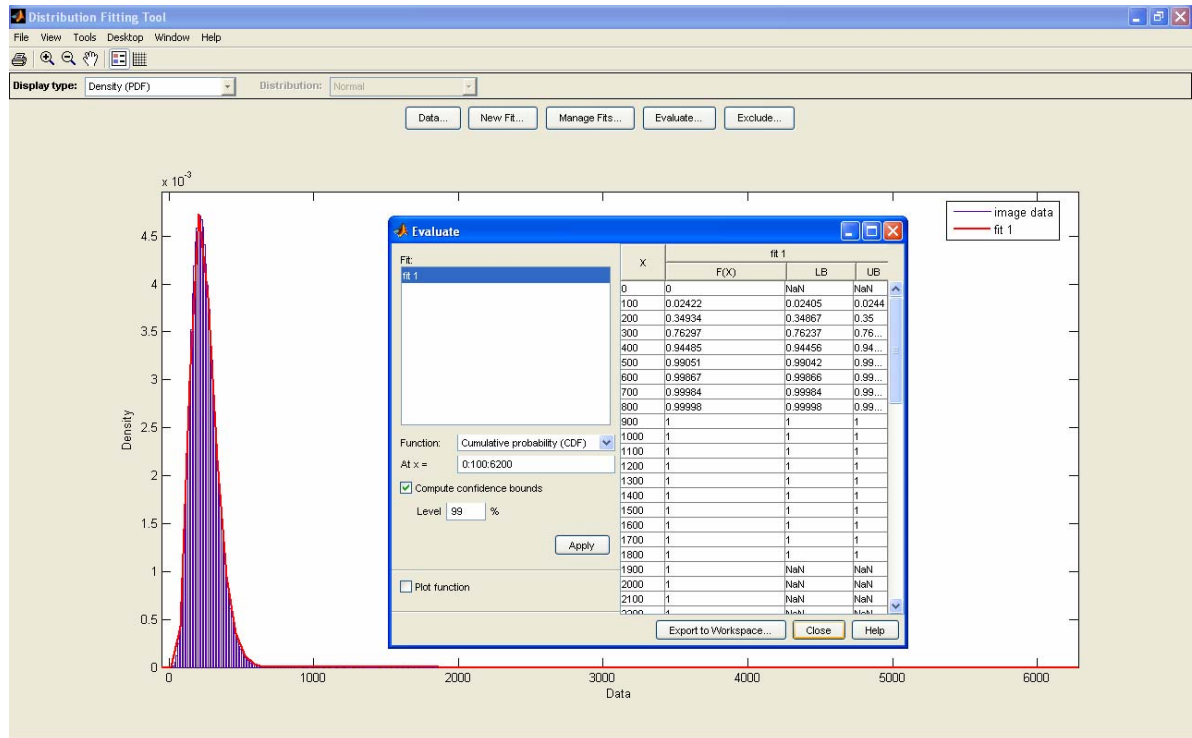 Distribution Fitting Tool
File View Tools Desktop Window Help
Display type: Density (PDF) Distribution: Normal
Data... New Fit... Manage Fits... Evaluate... Exclude...
x 10^-3
4.5
4
3.5
3
2.5
2
1.5
1
0.5
0
Density
0 1000 2000 3000 4000 5000 6000
Data
image data
fit 1
Evaluate
Fit:
fit 1
Function: Cumulative probability (CDF)
At x = 0:100:6200
Compute confidence bounds
Level 99 %
Apply
Plot function
X fit 1
F(X) LB UB
0 0 NaN NaN
100 0.02422 0.02405 0.0244
200 0.34934 0.34867 0.35
300 0.76297 0.76237 0.76...
400 0.94485 0.94456 0.94...
500 0.99051 0.99042 0.99...
600 0.99867 0.99866 0.99...
700 0.99984 0.99984 0.99...
800 0.99998 0.99998 0.99...
900 1 1 1
1000 1 1 1
1100 1 1 1
1200 1 1 1
1300 1 1 1
1400 1 1 1
1500 1 1 1
1600 1 1 1
1700 1 1 1
1800 1 1 1
1900 1 NaN NaN
2000 1 NaN NaN
2100 1 NaN NaN
2200 1 NaN NaN
Export to Workspace... Close Help